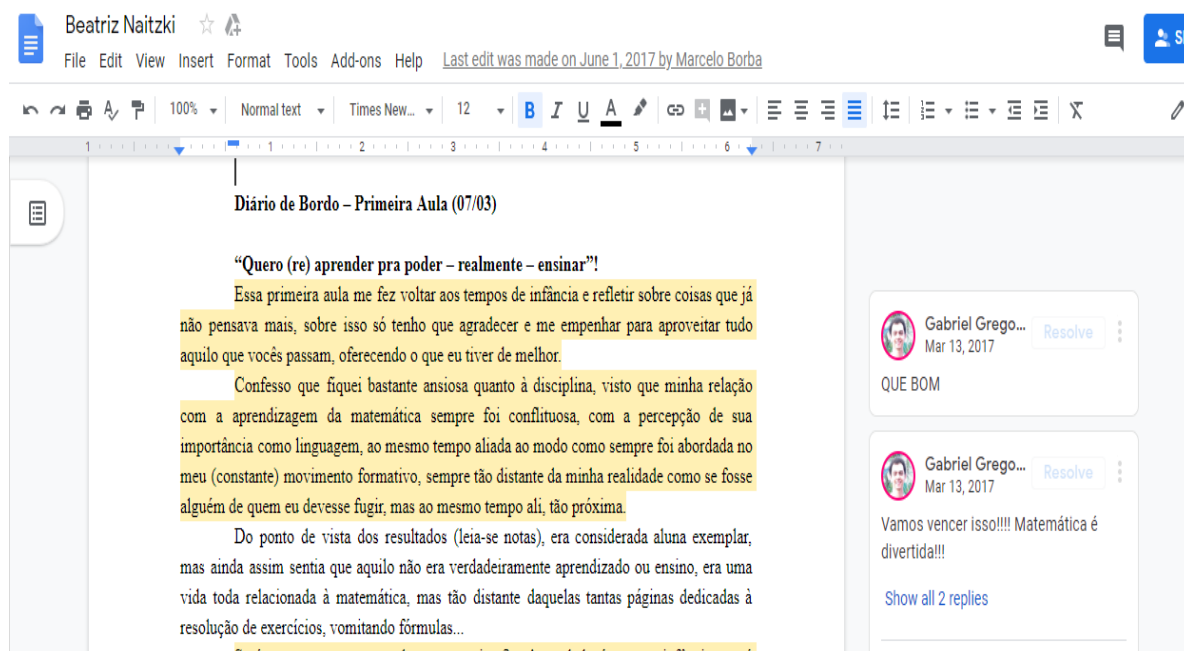 Beatriz Naitzki
File Edit View Insert Format Tools Add-ons Help Last edit was made on June 1, 2017 by Marcelo Borba
100% Normal text Times New... 12 B I U A
1 1 2 3 4 5 6 7
Diário de Bordo – Primeira Aula (07/03)
“Quero (re) aprender pra poder – realmente – ensinar”!
Essa primeira aula me fez voltar aos tempos de infância e refletir sobre coisas que já
não pensava mais, sobre isso só tenho que agradecer e me empenhar para aproveitar tudo
aquilo que vocês passam, oferecendo o que eu tiver de melhor.
Confesso que fiquei bastante ansiosa quanto à disciplina, visto que minha relação
com a aprendizagem da matemática sempre foi conflituosa, com a percepção de sua
importância como linguagem, ao mesmo tempo aliada ao modo como sempre foi abordada no
meu (constante) movimento formativo, sempre tão distante da minha realidade como se fosse
alguém de quem eu devesse fugir, mas ao mesmo tempo ali, tão próxima.
Do ponto de vista dos resultados (leia-se notas), era considerada aluna exemplar,
mas ainda assim sentia que aquilo não era verdadeiramente aprendizado ou ensino, era uma
vida toda relacionada à matemática, mas tão distante daquelas tantas páginas dedicadas à
resolução de exercícios, vomitando fórmulas...
Gabriel Grego... Resolve
Mar 13, 2017
QUE BOM
Gabriel Grego... Resolve
Mar 13, 2017
Vamos vencer isso!!!! Matemática é
divertida!!!
Show all 2 replies